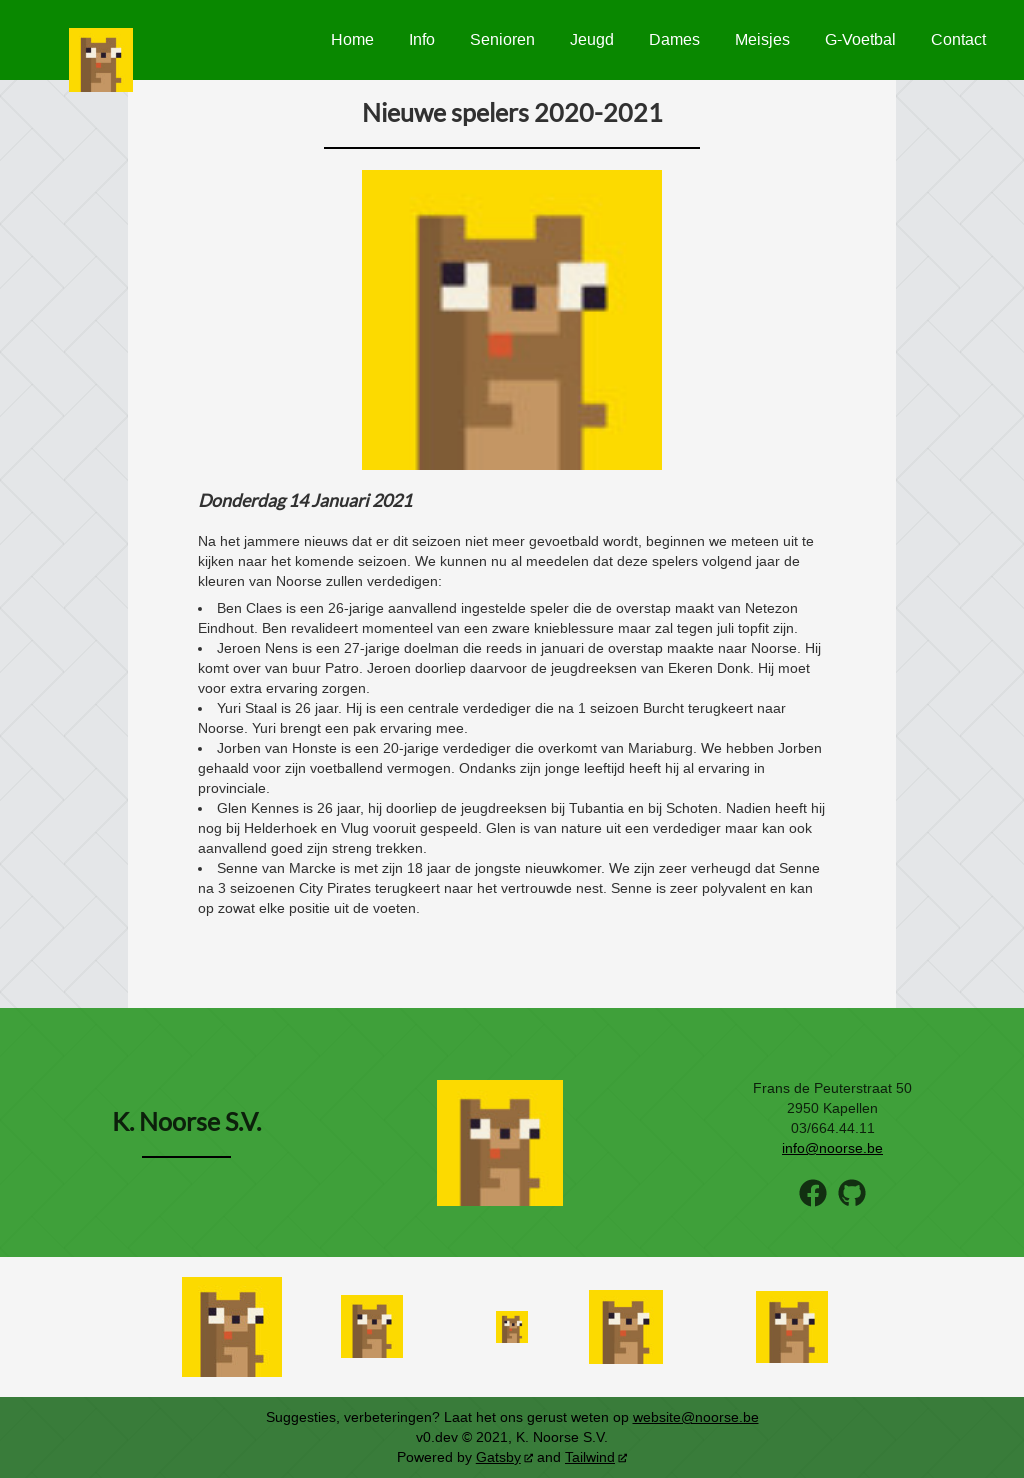 Home Info Senioren Jeugd Dames Meisjes G-Voetbal Contact
Nieuwe spelers 2020-2021
Donderdag 14 Januari 2021
Na het jammere nieuws dat er dit seizoen niet meer gevoetbald wordt, beginnen we meteen uit te
kijken naar het komende seizoen. We kunnen nu al meedelen dat deze spelers volgend jaar de
kleuren van Noorse zullen verdedigen:
• Ben Claes is een 26-jarige aanvallend ingestelde speler die de overstap maakt van Netezon
Eindhout. Ben revalideert momenteel van een zware knieblessure maar zal tegen juli topfit zijn.
• Jeroen Nens is een 27-jarige doelman die reeds in januari de overstap maakte naar Noorse. Hij
komt over van buur Patro. Jeroen doorliep daarvoor de jeugdreeksen van Ekeren Donk. Hij moet
voor extra ervaring zorgen.
• Yuri Staal is 26 jaar. Hij is een centrale verdediger die na 1 seizoen Burcht terugkeert naar
Noorse. Yuri brengt een pak ervaring mee.
• Jorben van Honste is een 20-jarige verdediger die overkomt van Mariaburg. We hebben Jorben
gehaald voor zijn voetballend vermogen. Ondanks zijn jonge leeftijd heeft hij al ervaring in
provinciale.
• Glen Kennes is 26 jaar, hij doorliep de jeugdreeksen bij Tubantia en bij Schoten. Nadien heeft hij
nog bij Helderhoek en Vlug vooruit gespeeld. Glen is van nature uit een verdediger maar kan ook
aanvallend goed zijn streng trekken.
• Senne van Marcke is met zijn 18 jaar de jongste nieuwkomer. We zijn zeer verheugd dat Senne
na 3 seizoenen City Pirates terugkeert naar het vertrouwde nest. Senne is zeer polyvalent en kan
op zowat elke positie uit de voeten.
K. Noorse S.V.
Frans de Peuterstraat 50
2950 Kapellen
03/664.44.11
info@noorse.be
Suggesties, verbeteringen? Laat het ons gerust weten op website@noorse.be
v0.dev © 2021, K. Noorse S.V.
Powered by Gatsby and Tailwind